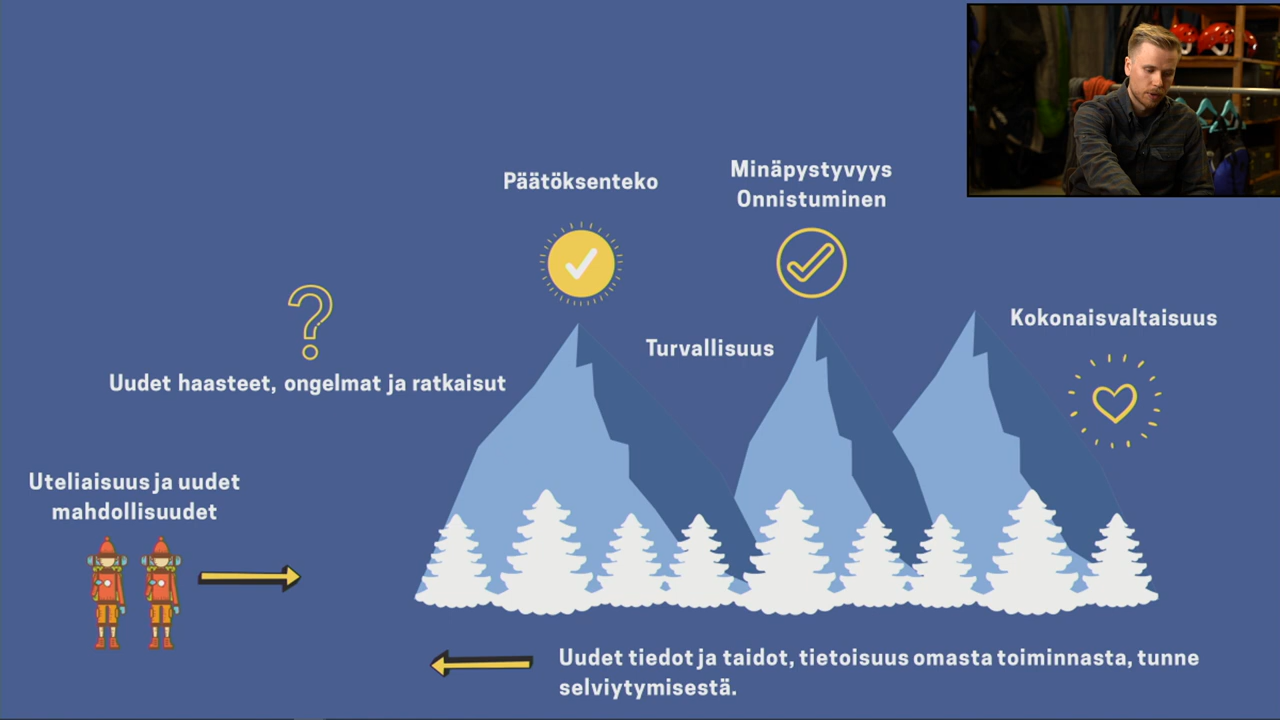 Päätöksenteko
Minäpystyvyys
Onnistuminen
Kokonaisvaltaisuus
Turvallisuus
Uudet haasteet, ongelmat ja ratkaisut
Uteliaisuus ja uudet
mahdollisuudet
Uudet tiedot ja taidot, tietoisuus omasta toiminnasta, tunne
selviytymisestä.